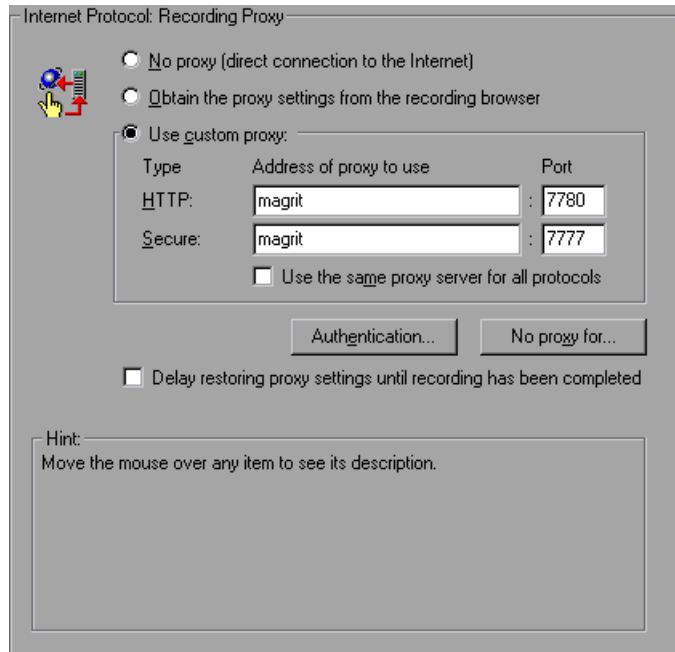 Internet Protocol: Recording Proxy
No proxy (direct connection to the Internet)
Obtain the proxy settings from the recording browser
Use custom proxy:
Type Address of proxy to use Port
HTTP: magrit : 7780
Secure: magrit : 7777
Use the same proxy server for all protocols
Authentication... No proxy for...
Delay restoring proxy settings until recording has been completed
Hint:
Move the mouse over any item to see its description.